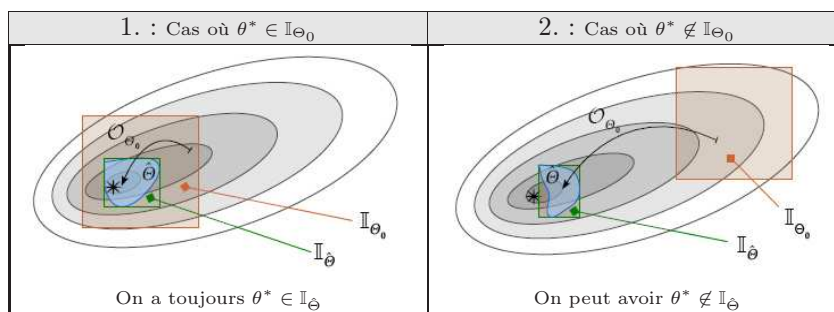 1. : Cas où θ* ∈ 𝕀_Θ₀
2. : Cas où θ* ∉ 𝕀_Θ₀
𝒪_Θ₀
Θ̂
𝕀_Θ₀
𝕀_Θ̂
On a toujours θ* ∈ 𝕀_Θ̂
𝒪_Θ₀
Θ̂
𝕀_Θ₀
𝕀_Θ̂
On peut avoir θ* ∉ 𝕀_Θ̂